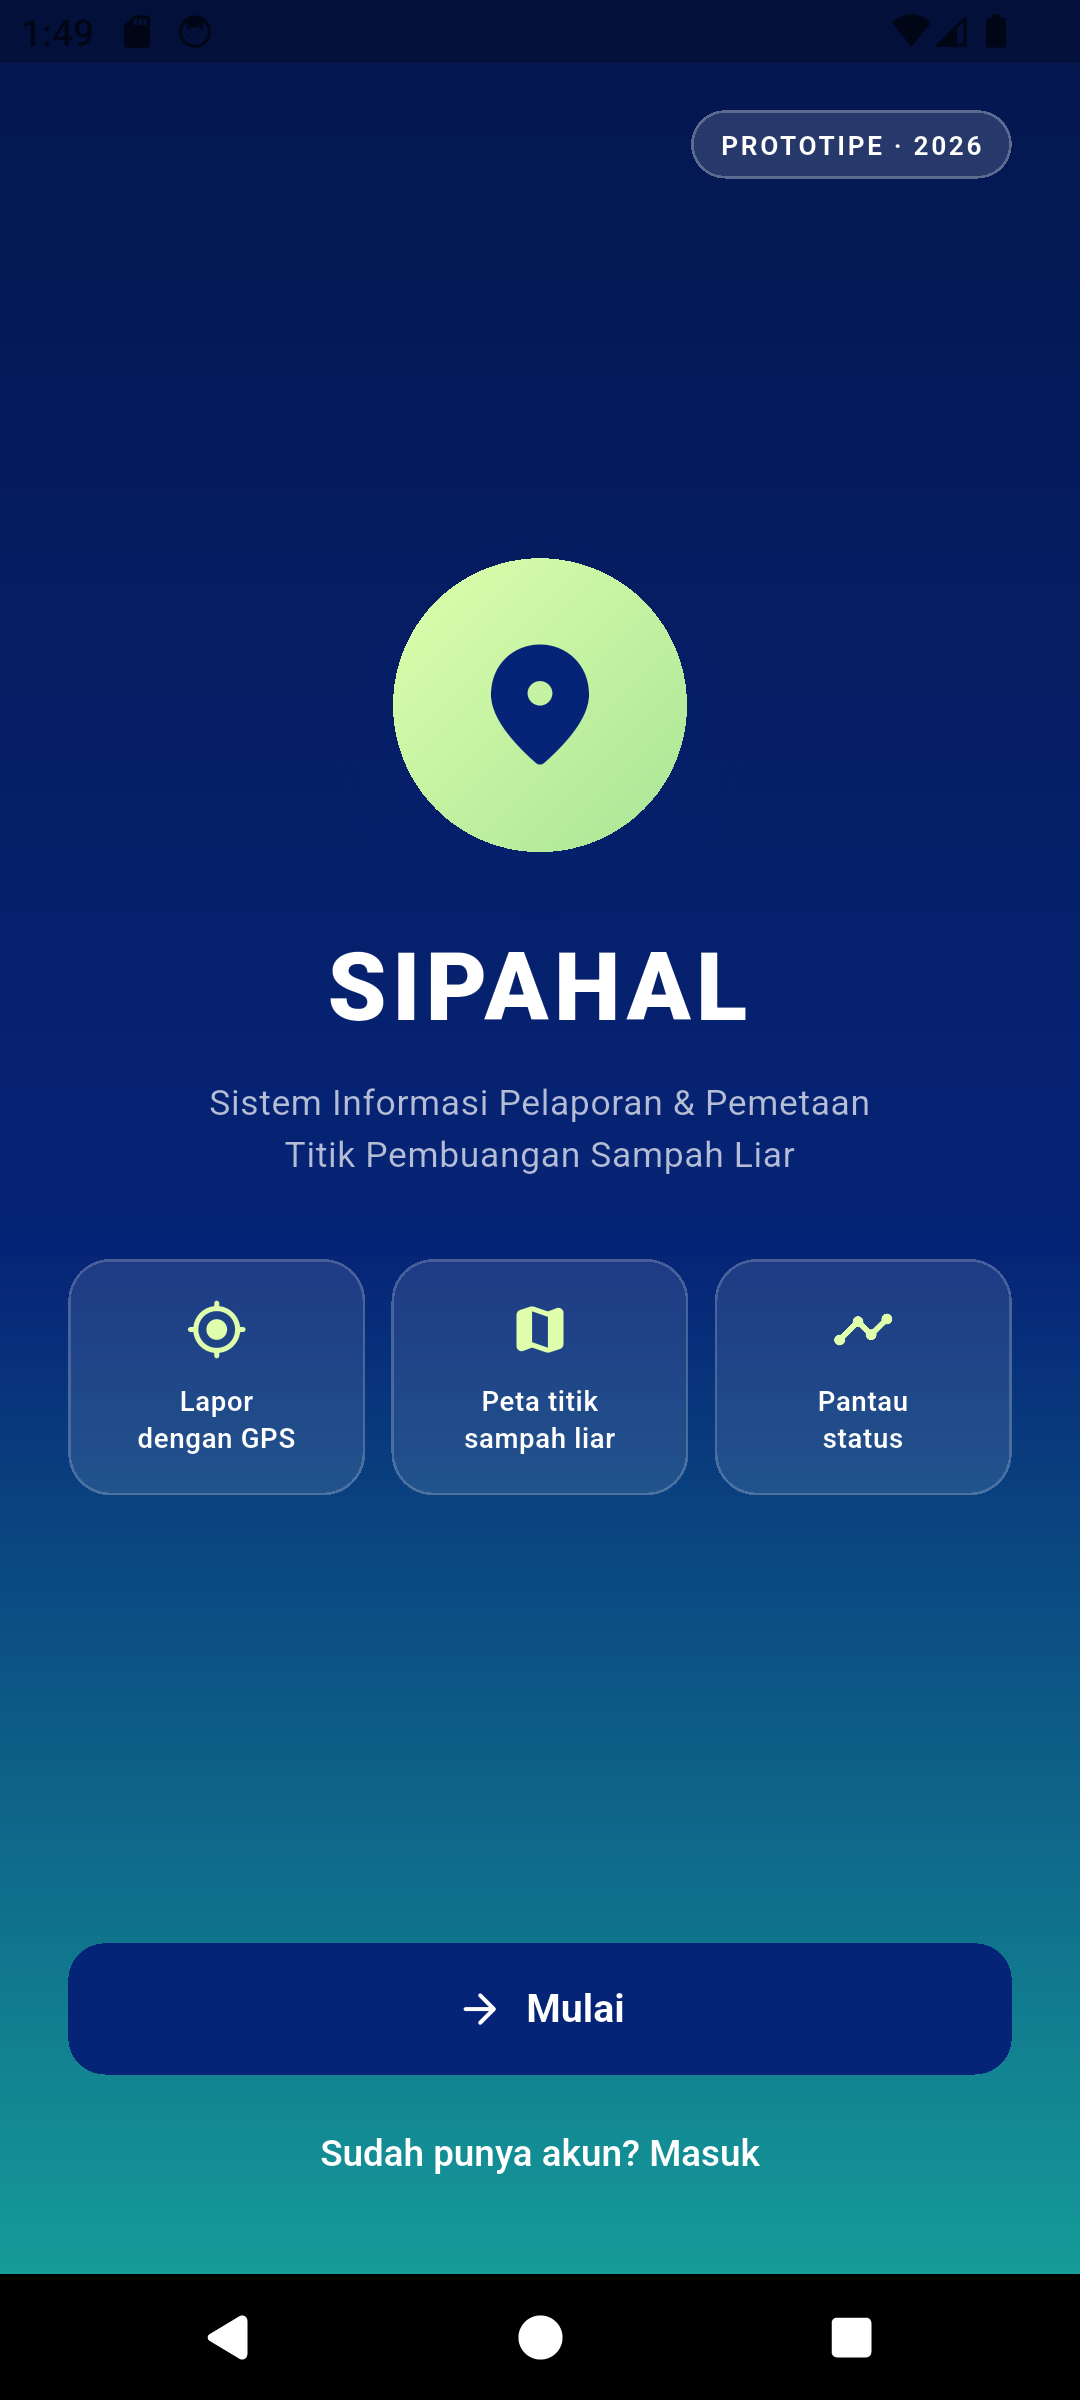 1:49
PROTOTIPE · 2026
SIPAHAL
Sistem Informasi Pelaporan & Pemetaan
Titik Pembuangan Sampah Liar
Lapor
dengan GPS
Peta titik
sampah liar
Pantau
status
Mulai
Sudah punya akun? Masuk